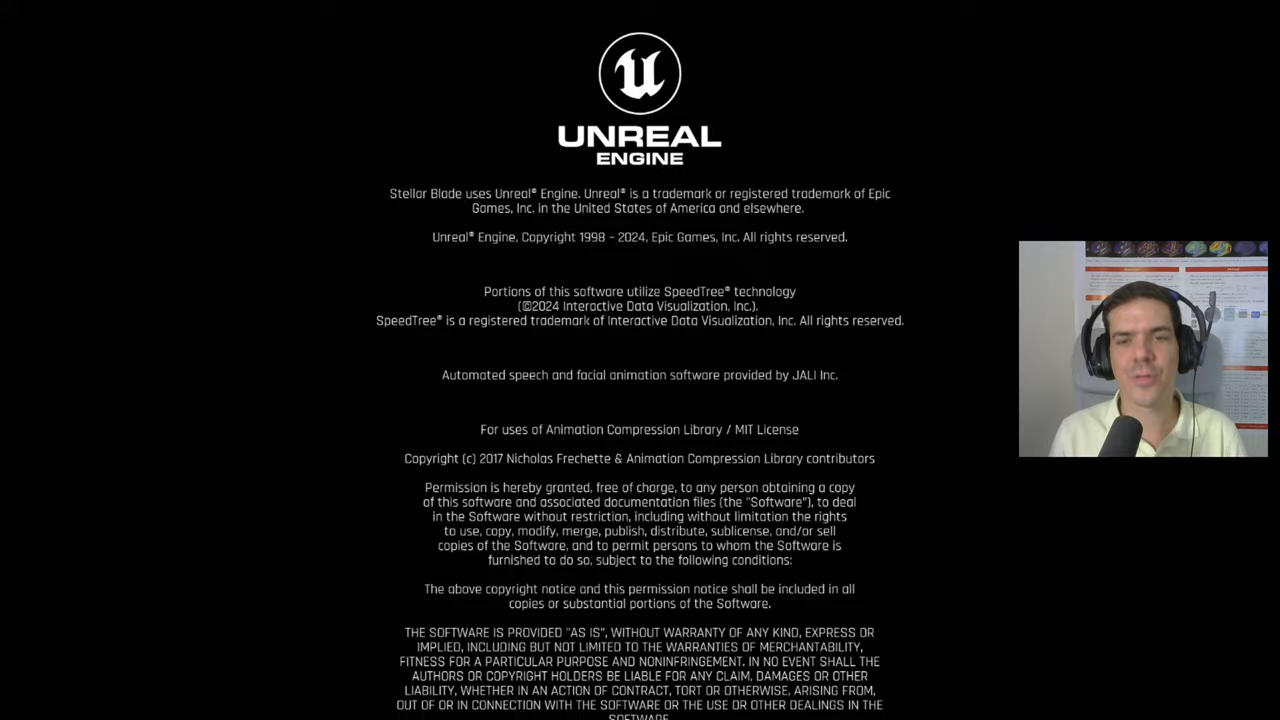 UNREAL
ENGINE
Stellar Blade uses Unreal® Engine. Unreal® is a trademark or registered trademark of Epic
Games, Inc. in the United States of America and elsewhere.
Unreal® Engine, Copyright 1998 – 2024, Epic Games, Inc. All rights reserved.
Portions of this software utilize SpeedTree® technology
(©2024 Interactive Data Visualization, Inc.).
SpeedTree® is a registered trademark of Interactive Data Visualization, Inc. All rights reserved.
Automated speech and facial animation software provided by JALI Inc.
For uses of Animation Compression Library / MIT License
Copyright (c) 2017 Nicholas Frechette & Animation Compression Library contributors
Permission is hereby granted, free of charge, to any person obtaining a copy
of this software and associated documentation files (the "Software"), to deal
in the Software without restriction, including without limitation the rights
to use, copy, modify, merge, publish, distribute, sublicense, and/or sell
copies of the Software, and to permit persons to whom the Software is
furnished to do so, subject to the following conditions:
The above copyright notice and this permission notice shall be included in all
copies or substantial portions of the Software.
THE SOFTWARE IS PROVIDED "AS IS", WITHOUT WARRANTY OF ANY KIND, EXPRESS OR
IMPLIED, INCLUDING BUT NOT LIMITED TO THE WARRANTIES OF MERCHANTABILITY,
FITNESS FOR A PARTICULAR PURPOSE AND NONINFRINGEMENT. IN NO EVENT SHALL THE
AUTHORS OR COPYRIGHT HOLDERS BE LIABLE FOR ANY CLAIM, DAMAGES OR OTHER
LIABILITY, WHETHER IN AN ACTION OF CONTRACT, TORT OR OTHERWISE, ARISING FROM,
OUT OF OR IN CONNECTION WITH THE SOFTWARE OR THE USE OR OTHER DEALINGS IN THE
SOFTWARE